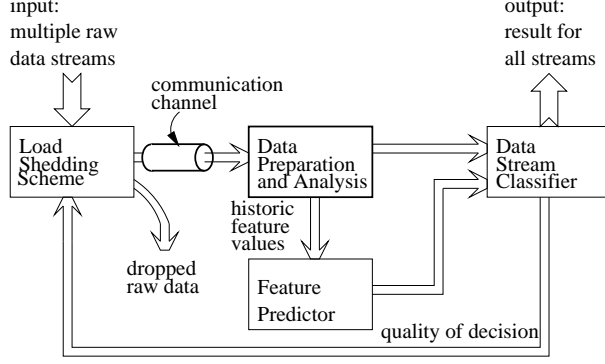 input:
multiple raw
data streams
output:
result for
all streams
communication
channel
Load
Shedding
Scheme
Data
Preparation
and Analysis
Data
Stream
Classifier
historic
feature
values
dropped
raw data
Feature
Predictor
quality of decision